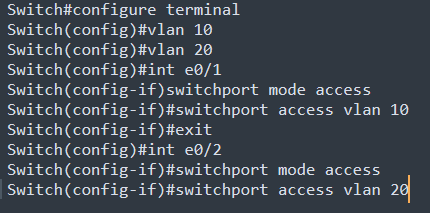 Switch#configure terminal
Switch(config)#vlan 10
Switch(config)#vlan 20
Switch(config)#int e0/1
Switch(config-if)switchport mode access
Switch(config-if)#switchport access vlan 10
Switch(config-if)#exit
Switch(config)#int e0/2
Switch(config-if)#switchport mode access
Switch(config-if)#switchport access vlan 20